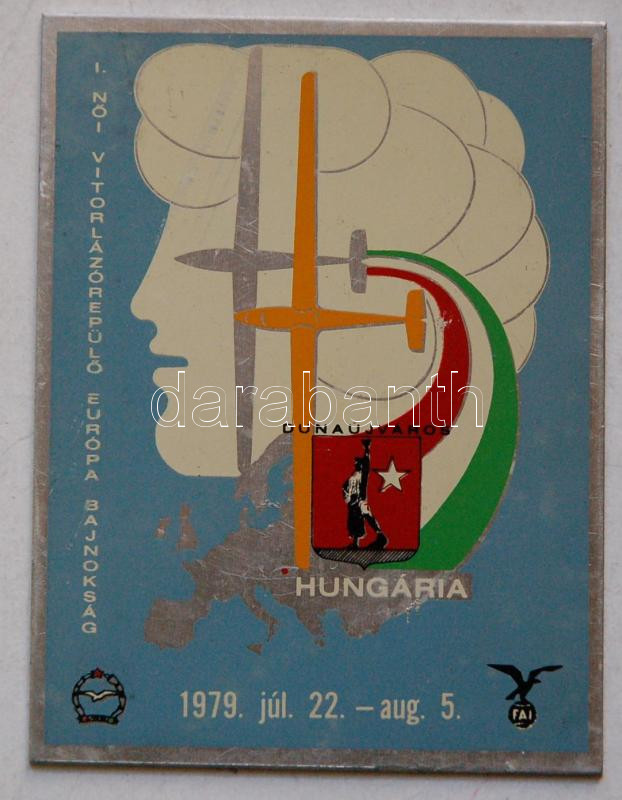 I. NŐI VITORLÁZÓREPÜLŐ EURÓPA BAJNOKSÁG
darabanth
DUNAÚJVÁROS
HUNGÁRIA
1979. júl. 22. – aug. 5.
FAI